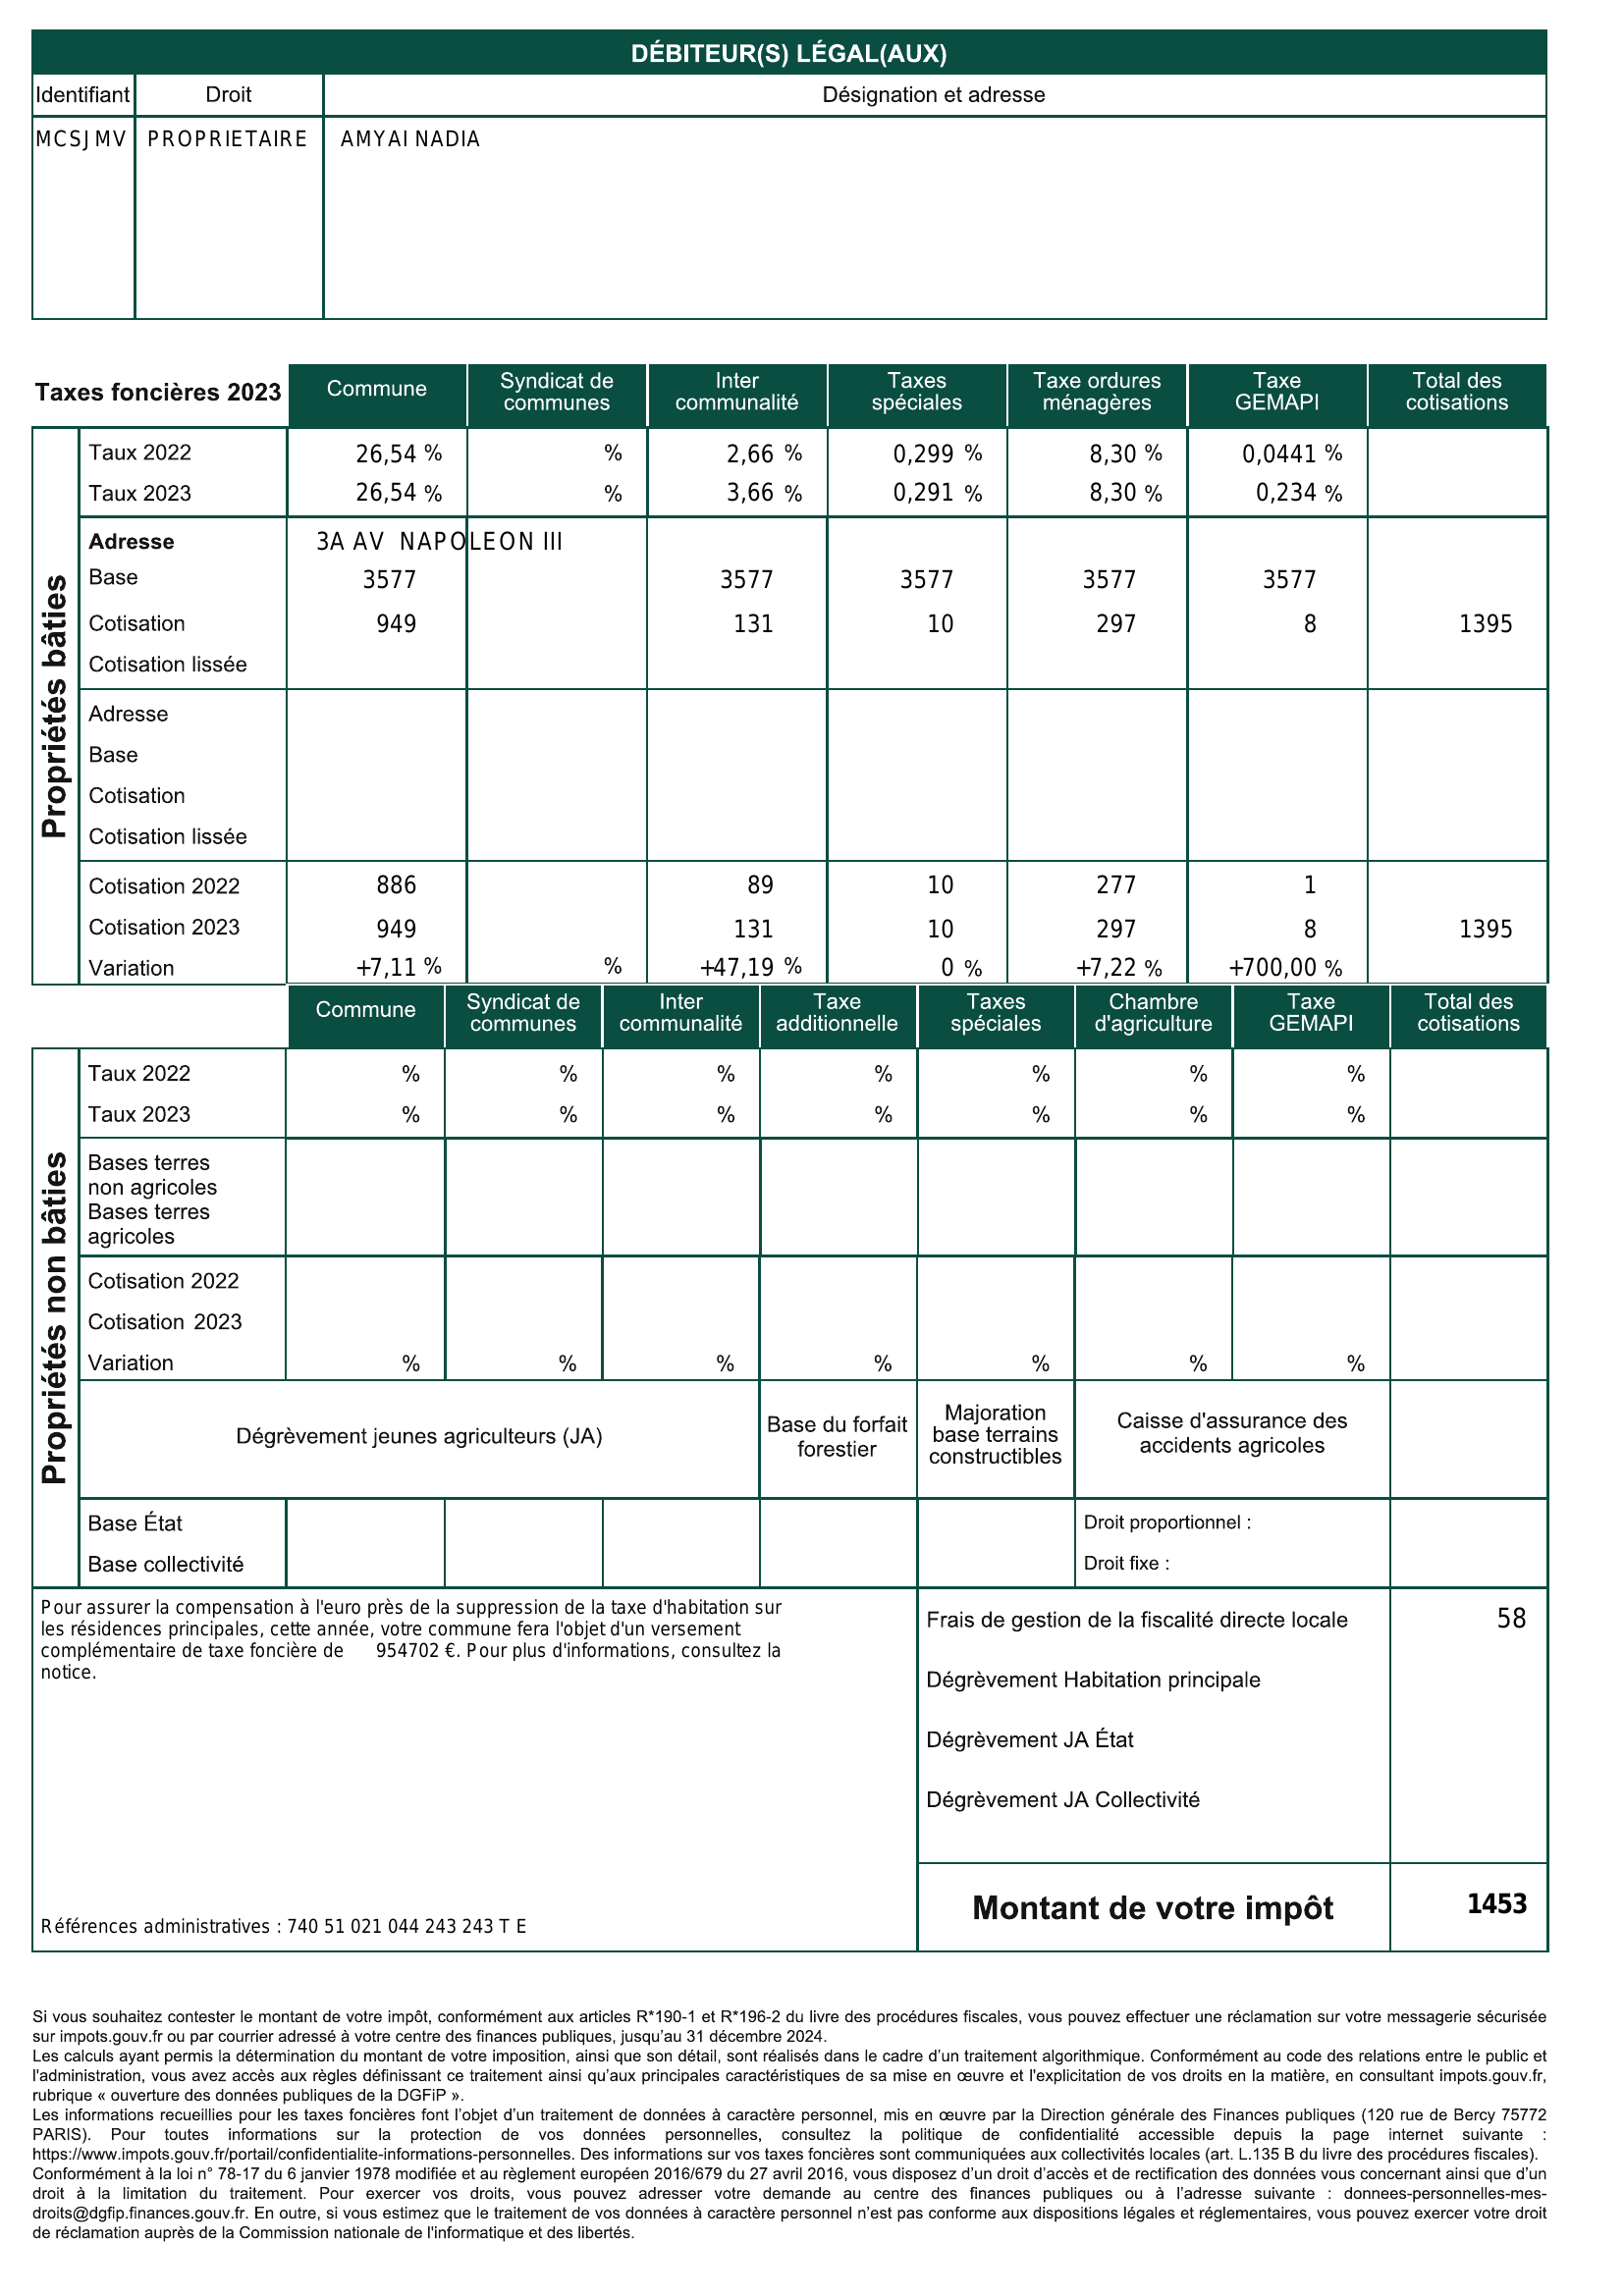 DÉBITEUR(S) LÉGAL(AUX)
Identifiant Droit Désignation et adresse
MCSJMV PROPRIETAIRE AMYAI NADIA
Taxes foncières 2023 Commune Syndicat de communes Inter communalité Taxes spéciales Taxe ordures ménagères Taxe GEMAPI Total des cotisations
Propriétés bâties
Taux 2022 26,54 % % 2,66 % 0,299 % 8,30 % 0,0441 %
Taux 2023 26,54 % % 3,66 % 0,291 % 8,30 % 0,234 %
Adresse 3A AV NAPOLEON III
Base 3577 3577 3577 3577 3577
Cotisation 949 131 10 297 8 1395
Cotisation lissée
Adresse
Base
Cotisation
Cotisation lissée
Cotisation 2022 886 89 10 277 1
Cotisation 2023 949 131 10 297 8 1395
Variation +7,11 % % +47,19 % 0 % +7,22 % +700,00 %
Commune Syndicat de communes Inter communalité Taxe additionnelle Taxes spéciales Chambre d'agriculture Taxe GEMAPI Total des cotisations
Propriétés non bâties
Taux 2022 % % % % % % %
Taux 2023 % % % % % % %
Bases terres
non agricoles
Bases terres
agricoles
Cotisation 2022
Cotisation 2023
Variation % % % % % % %
Dégrèvement jeunes agriculteurs (JA) Base du forfait forestier Majoration base terrains constructibles Caisse d'assurance des accidents agricoles
Base État Droit proportionnel :
Base collectivité Droit fixe :
Pour assurer la compensation à l'euro près de la suppression de la taxe d'habitation sur
les résidences principales, cette année, votre commune fera l'objet d'un versement
complémentaire de taxe foncière de 954702 €. Pour plus d'informations, consultez la
notice.
Références administratives : 740 51 021 044 243 243 T E
Frais de gestion de la fiscalité directe locale 58
Dégrèvement Habitation principale
Dégrèvement JA État
Dégrèvement JA Collectivité
Montant de votre impôt 1453
Si vous souhaitez contester le montant de votre impôt, conformément aux articles R*190-1 et R*196-2 du livre des procédures fiscales, vous pouvez effectuer une réclamation sur votre messagerie sécurisée
sur impots.gouv.fr ou par courrier adressé à votre centre des finances publiques, jusqu'au 31 décembre 2024.
Les calculs ayant permis la détermination du montant de votre imposition, ainsi que son détail, sont réalisés dans le cadre d'un traitement algorithmique. Conformément au code des relations entre le public et
l'administration, vous avez accès aux règles définissant ce traitement ainsi qu'aux principales caractéristiques de sa mise en œuvre et l'explicitation de vos droits en la matière, en consultant impots.gouv.fr,
rubrique « ouverture des données publiques de la DGFiP ».
Les informations recueillies pour les taxes foncières font l'objet d'un traitement de données à caractère personnel, mis en œuvre par la Direction générale des Finances publiques (120 rue de Bercy 75772
PARIS). Pour toutes informations sur la protection de vos données personnelles, consultez la politique de confidentialité accessible depuis la page internet suivante :
https://www.impots.gouv.fr/portail/confidentialite-informations-personnelles. Des informations sur vos taxes foncières sont communiquées aux collectivités locales (art. L.135 B du livre des procédures fiscales).
Conformément à la loi n° 78-17 du 6 janvier 1978 modifiée et au règlement européen 2016/679 du 27 avril 2016, vous disposez d'un droit d'accès et de rectification des données vous concernant ainsi que d'un
droit à la limitation du traitement. Pour exercer vos droits, vous pouvez adresser votre demande au centre des finances publiques ou à l'adresse suivante : donnees-personnelles-mes-
droits@dgfip.finances.gouv.fr. En outre, si vous estimez que le traitement de vos données à caractère personnel n'est pas conforme aux dispositions légales et réglementaires, vous pouvez exercer votre droit
de réclamation auprès de la Commission nationale de l'informatique et des libertés.